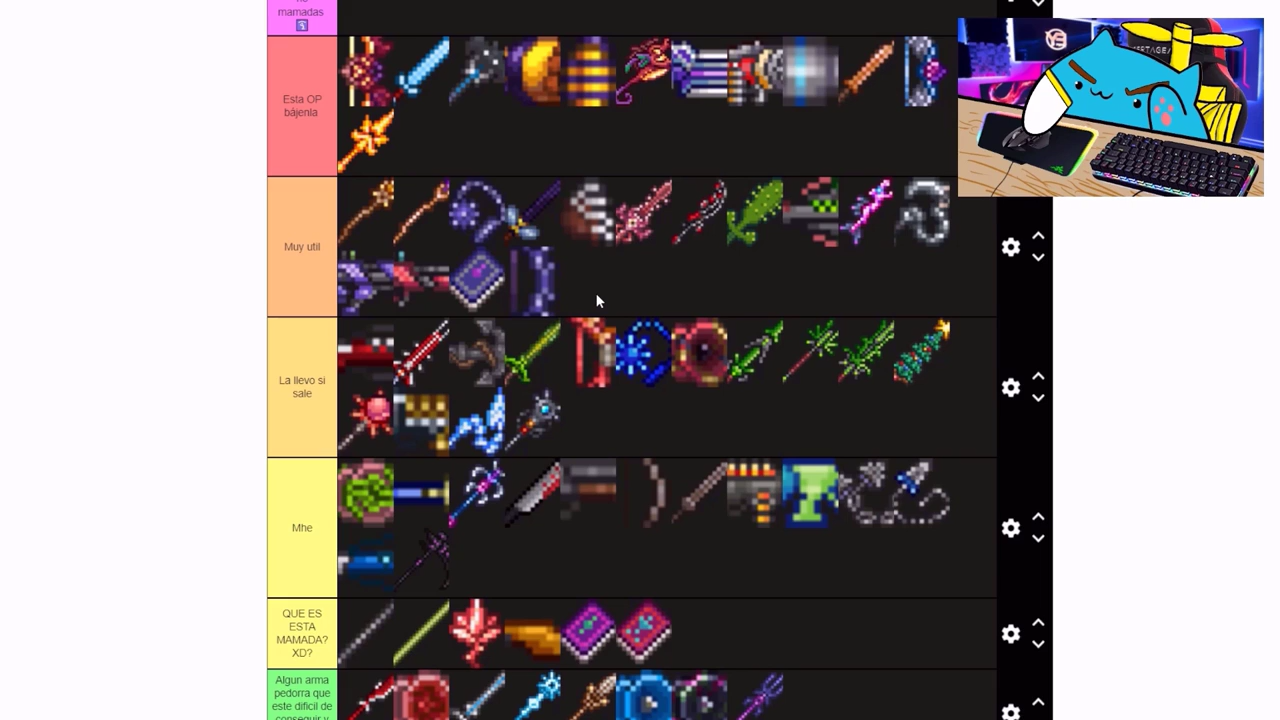 mamadas
Esta OP
bájenla
Muy util
La llevo si
sale
Mhe
QUE ES
ESTA
MAMADA?
XD?
Algun arma
pedorra que
este dificil de
conseguir y